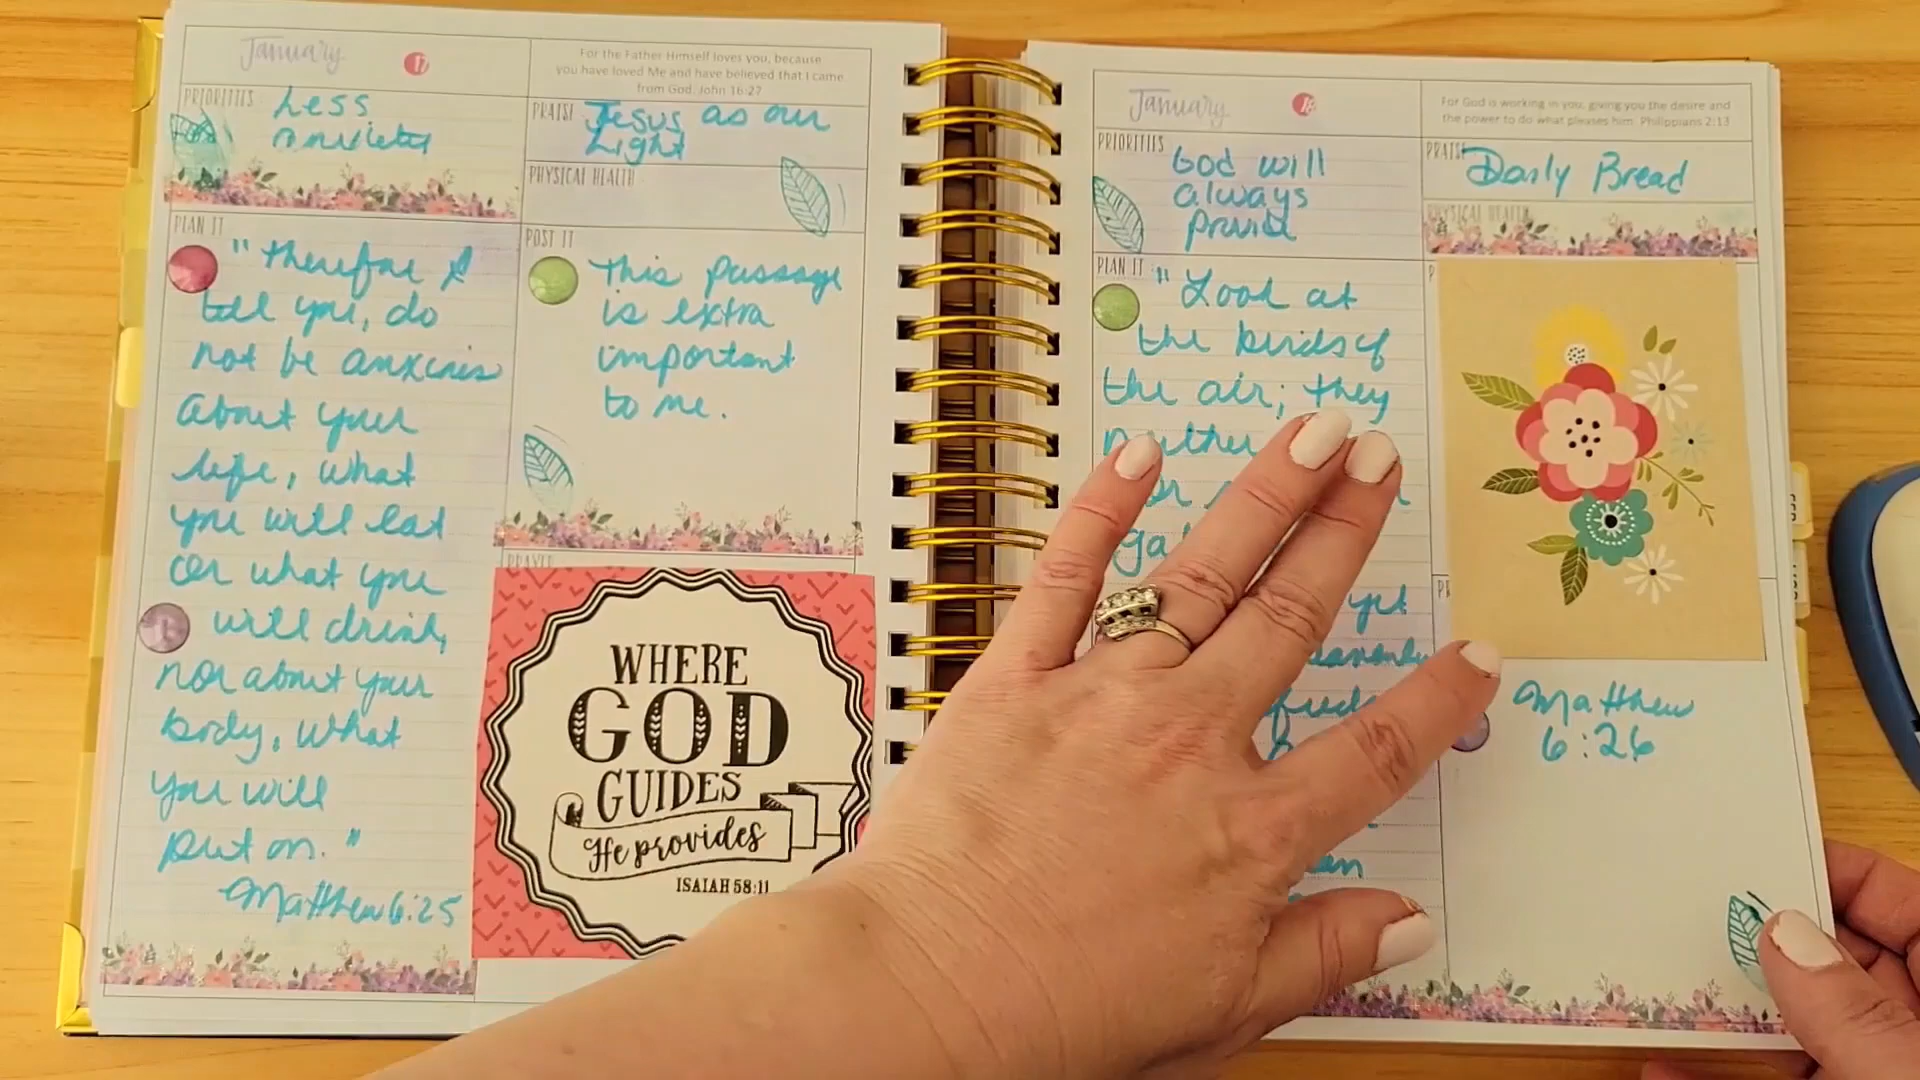 January 17
For the Father Himself loves you, because
you have loved Me and have believed that I came
from God. John 16:27
PRIORITIES
Less
anxiety
PRAISE
Jesus as our
Light
PHYSICAL HEALTH
PLAN IT
"Therefore I
tell you, do
not be anxious
about your
life, what
you will eat
or what you
will drink,
nor about your
body, what
you will
put on."
Matthew 6:25
POST IT
This passage
is extra
important
to me.
PRAYER
WHERE
GOD
GUIDES
He provides
ISAIAH 58:11
January 18
For God is working in you, giving you the desire and
the power to do what pleases him. Philippians 2:13
PRIORITIES
God will
always
provide
PRAISE
Daily Bread
PHYSICAL HEALTH
PLAN IT
"Look at
the birds of
the air; they
yet
Matthew
6:26